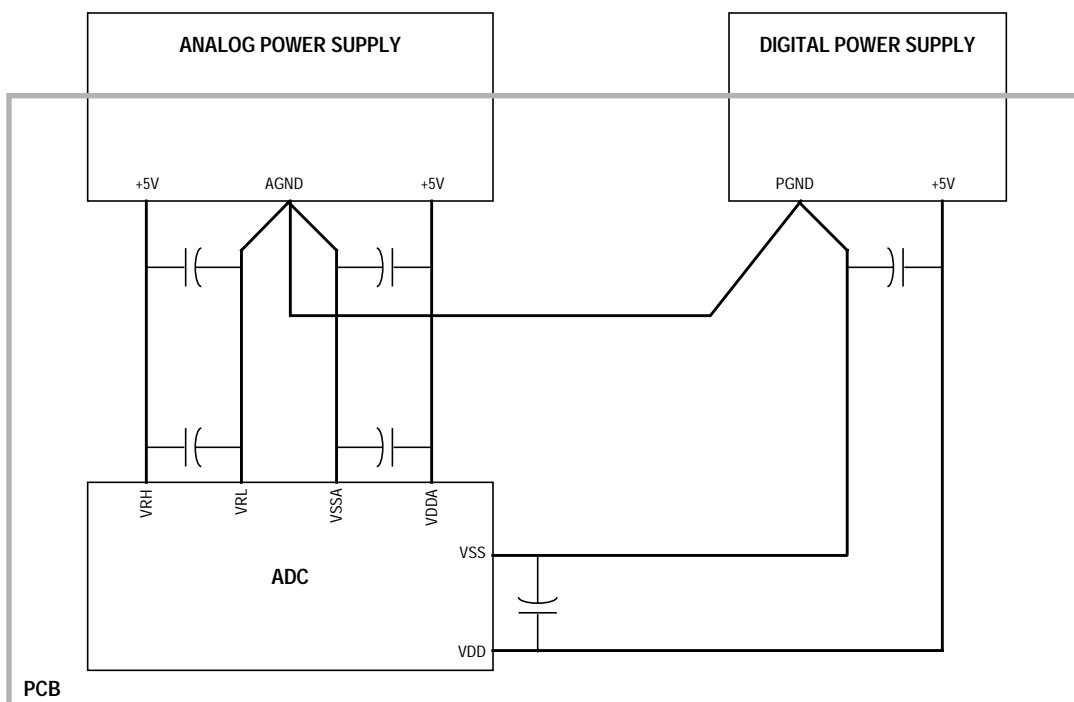 ANALOG POWER SUPPLY
DIGITAL POWER SUPPLY
+5V
AGND
+5V
PGND
+5V
VRH
VRL
VSSA
VDDA
VSS
ADC
VDD
PCB